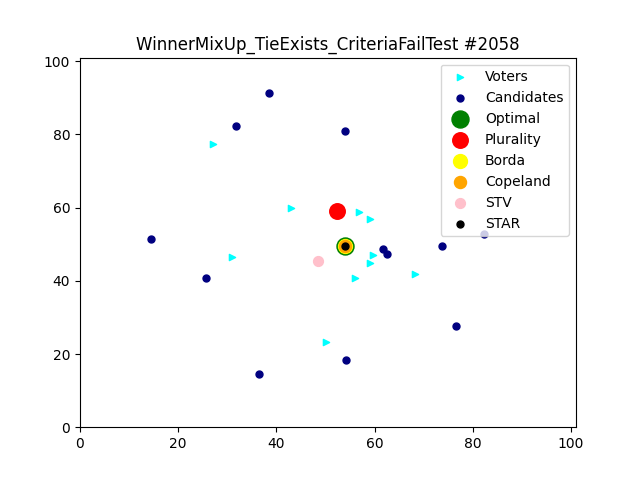 WinnerMixUp_TieExists_CriteriaFailTest #2058
100
80
60
40
20
0
0 20 40 60 80 100
Voters
Candidates
Optimal
Plurality
Borda
Copeland
STV
STAR